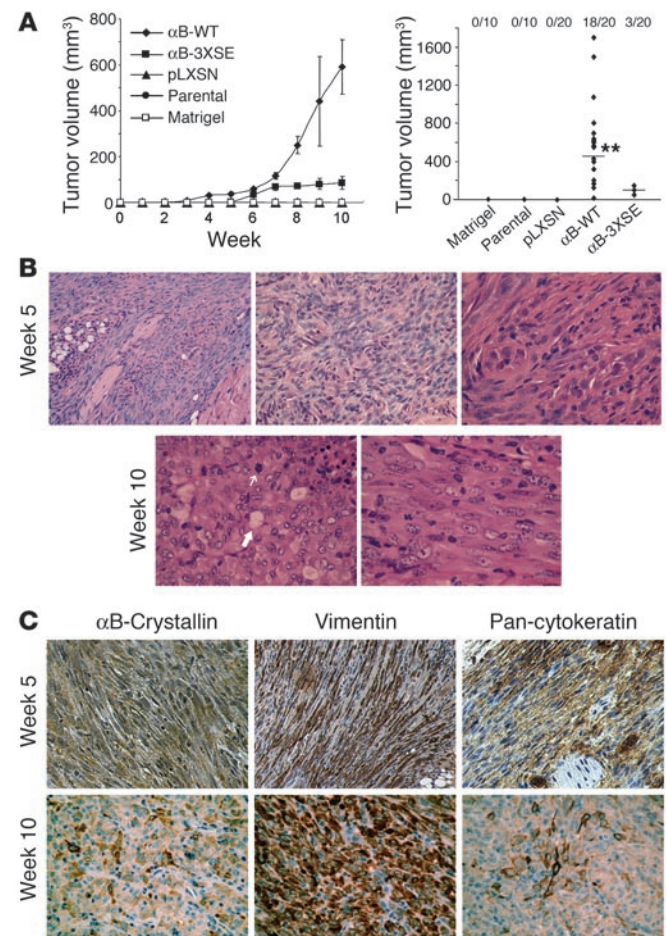 A
Tumor volume (mm³)
800
600
400
200
0
0 2 4 6 8 10
Week
αB-WT
αB-3XSE
pLXSN
Parental
Matrigel
Tumor volume (mm³)
0/10 0/10 0/20 18/20 3/20
1600
1200
800
400
0
**
Matrigel
Parental
pLXSN
αB-WT
αB-3XSE
B
Week 5
Week 10
C
αB-Crystallin Vimentin Pan-cytokeratin
Week 5
Week 10